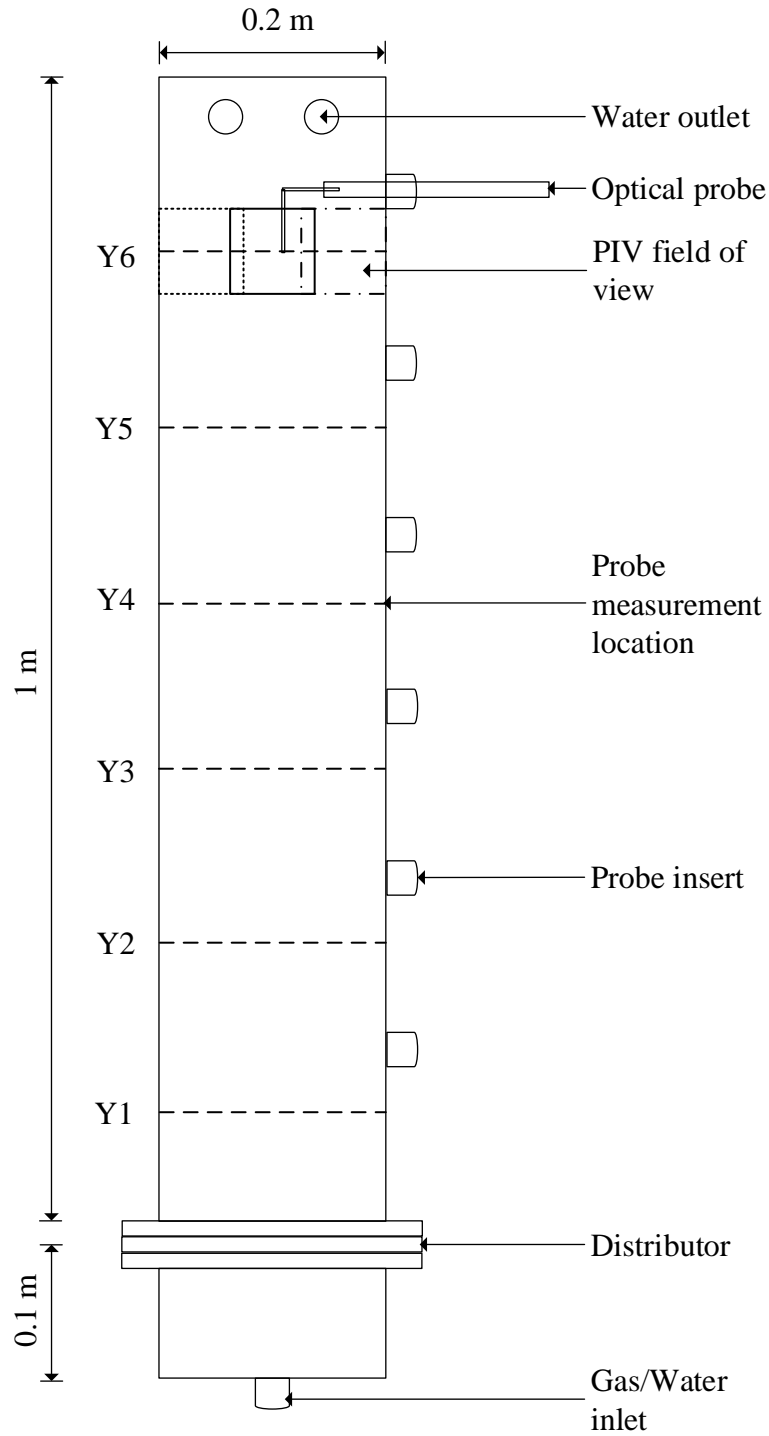 0.2 m
Water outlet
Optical probe
Y6
PIV field of
view
Y5
Y4
Probe
measurement
location
1 m
Y3
Probe insert
Y2
Y1
Distributor
0.1 m
Gas/Water
inlet